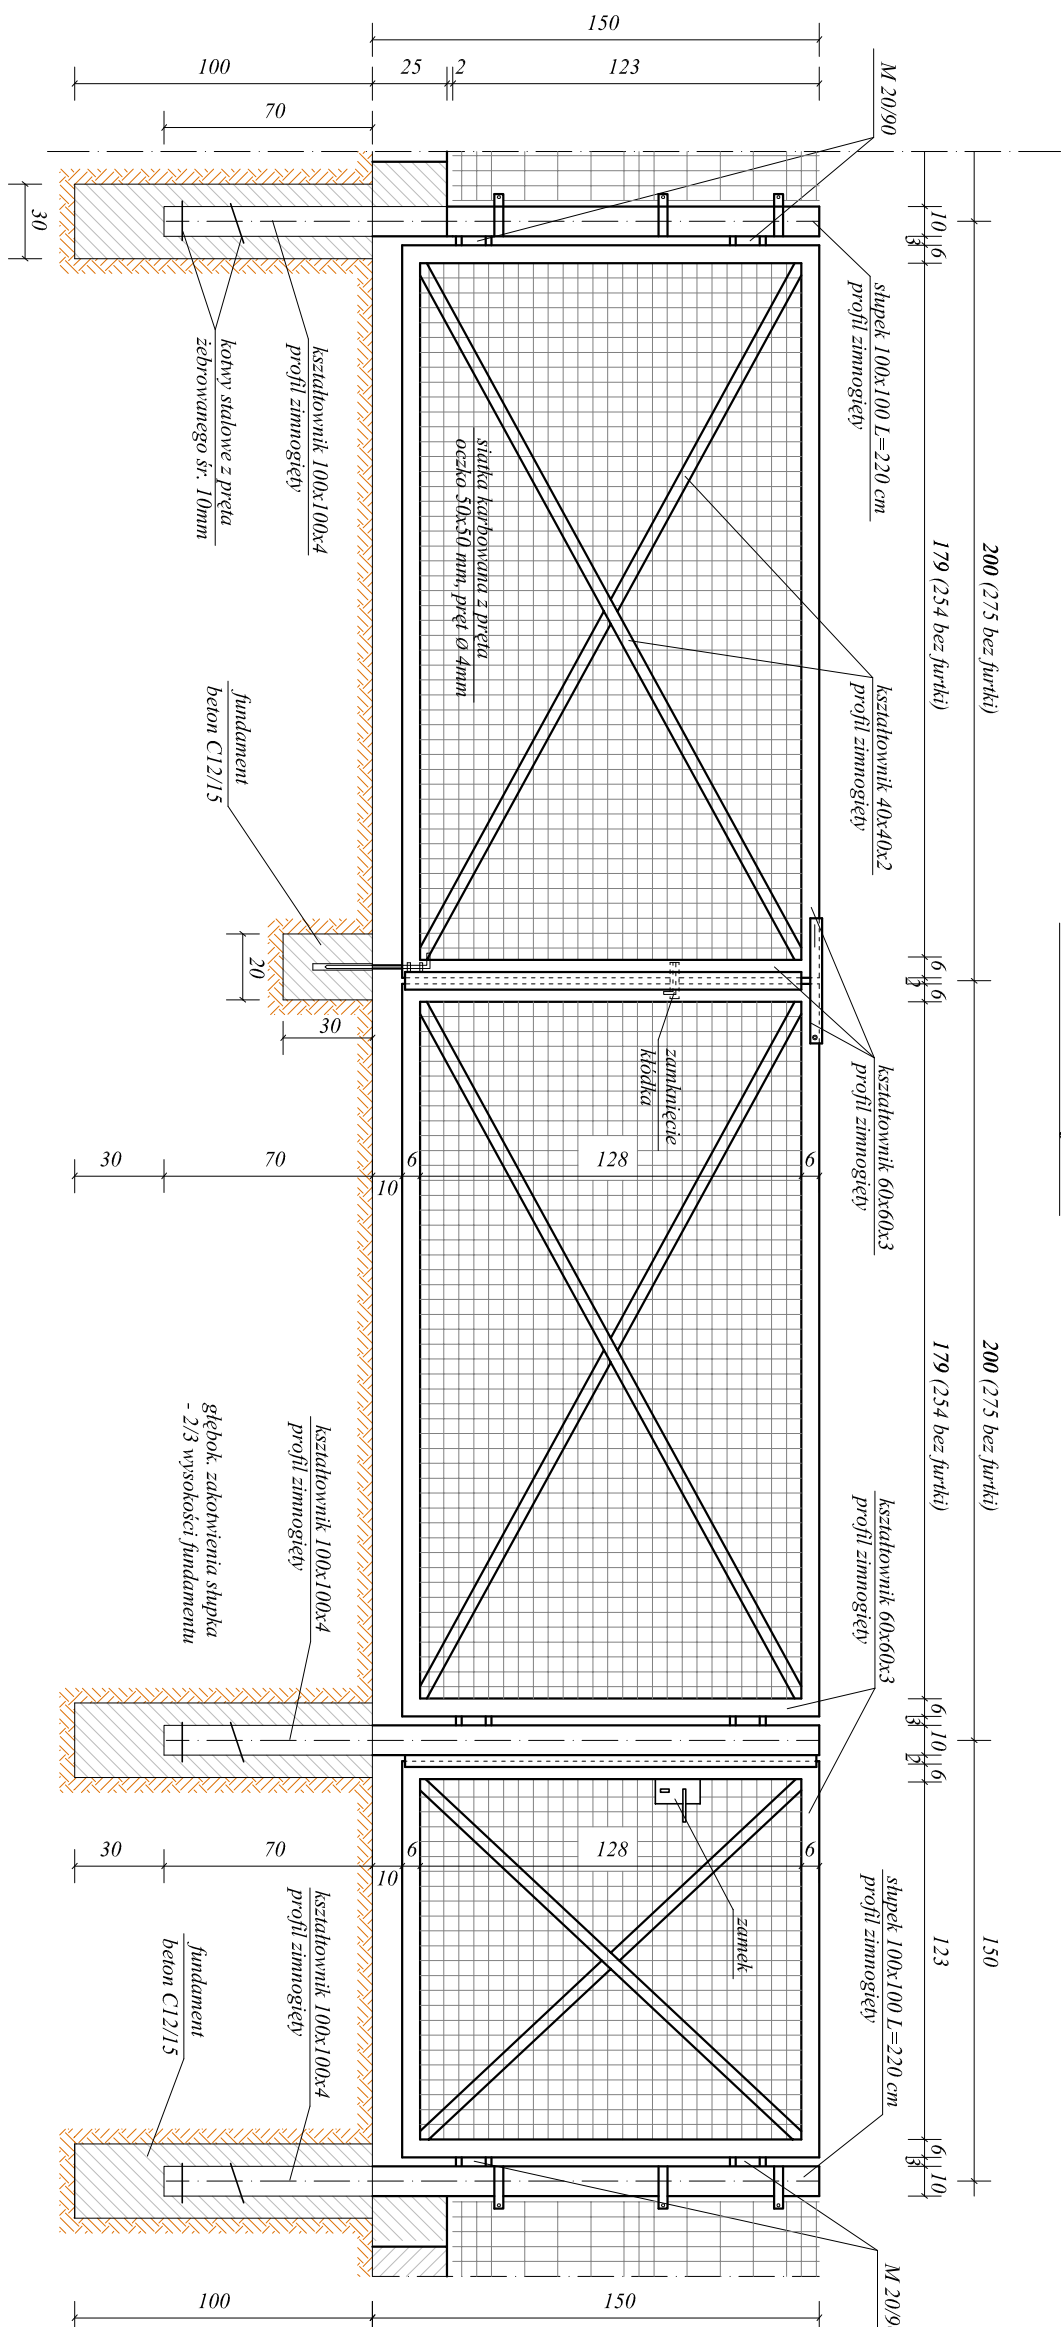 150
100
25
2
123
70
M 20/90
30
10
3
6
słupek 100x100 L=220 cm
profil zimnogięty
200 (275 bez furtki)
179 (254 bez furtki)
kształtownik 100x100x4
profil zimnogięty
kotwy stalowe z pręta
żebrowanego śr. 10mm
siatka karbowana z pręta
oczko 50x50 mm, pręt ø 4mm
kształtownik 40x40x2
profil zimnogięty
fundament
beton C12/15
20
30
6
2
6
zamknięcie
kłódka
kształtownik 60x60x3
profil zimnogięty
30
70
10
6
128
6
200 (275 bez furtki)
179 (254 bez furtki)
głębok. zakotwienia słupka
- 2/3 wysokości fundamentu
kształtownik 100x100x4
profil zimnogięty
kształtownik 60x60x3
profil zimnogięty
6
3
10
2
6
30
70
10
6
128
6
zamek
słupek 100x100 L=220 cm
profil zimnogięty
123
150
kształtownik 100x100x4
profil zimnogięty
fundament
beton C12/15
6
3
10
M 20/9
100
150